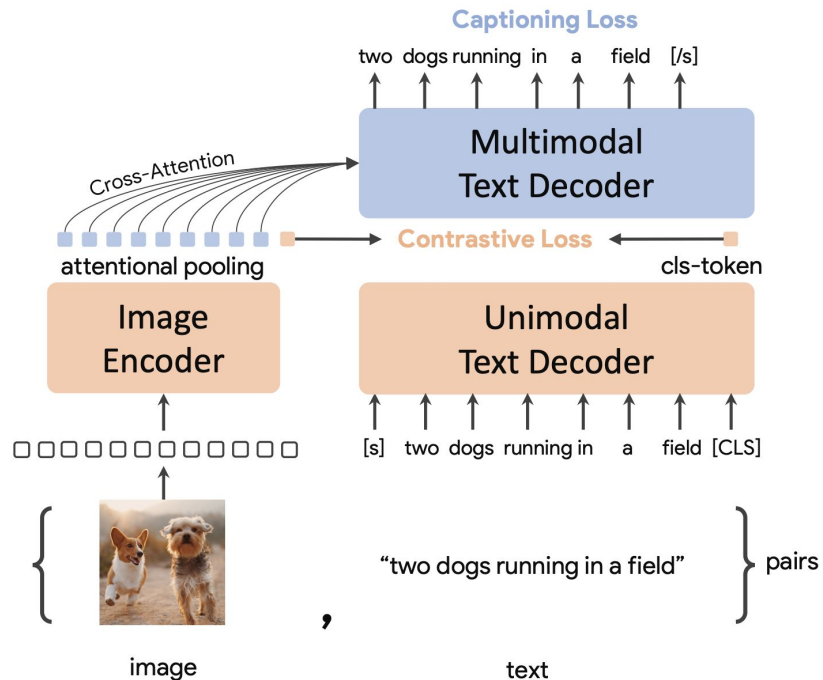 Captioning Loss
two dogs running in a field [/s]
Multimodal
Text Decoder
Cross-Attention
Contrastive Loss
attentional pooling
cls-token
Image
Encoder
Unimodal
Text Decoder
[s] two dogs running in a field [CLS]
“two dogs running in a field”
pairs
,
image
text